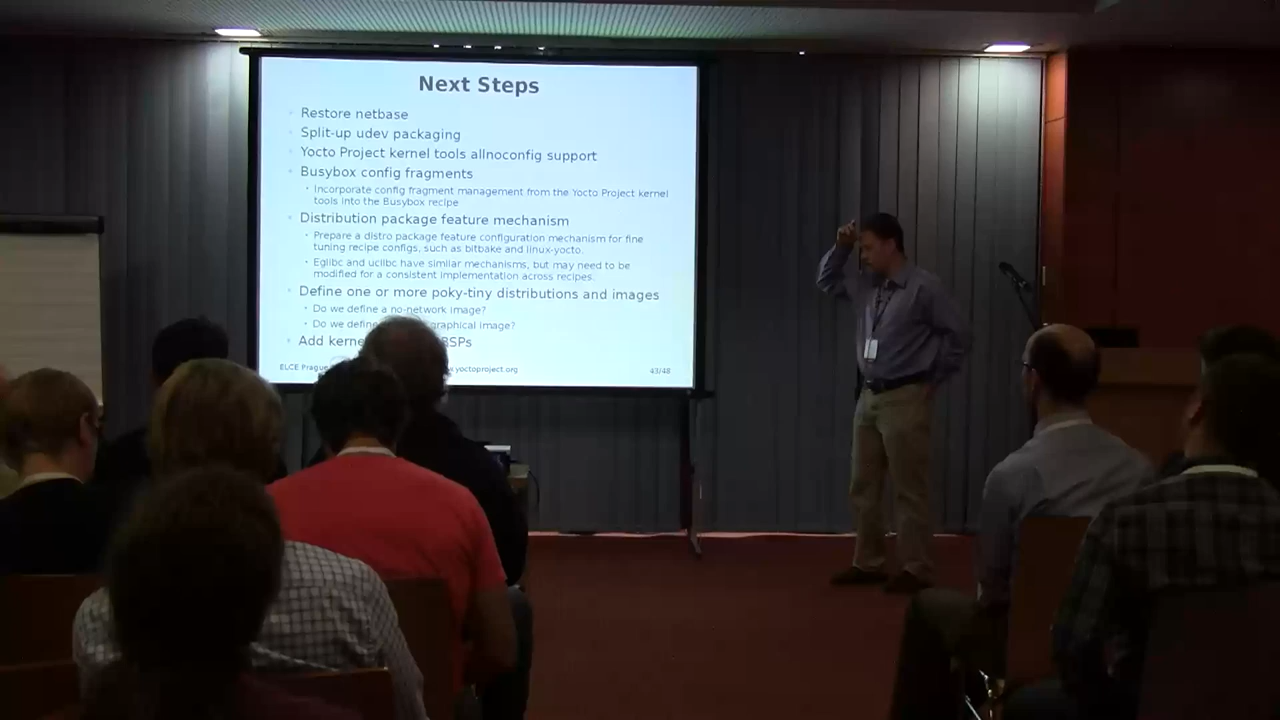 Next Steps
Restore netbase
Split-up udev packaging
Yocto Project kernel tools allnoconfig support
Busybox config fragments
Incorporate config fragment management from the Yocto Project kernel
tools into the Busybox recipe
Distribution package feature mechanism
Prepare a distro package feature configuration mechanism for fine
tuning recipe configs, such as bitbake and linux-yocto.
Eglibc and uclibc have similar mechanisms, but may need to be
modified for a consistent implementation across recipes.
Define one or more poky-tiny distributions and images
Do we define a no-network image?
Do we define graphical image?
Add BSPs
ELCE Prague .yoctoproject.org 43/48